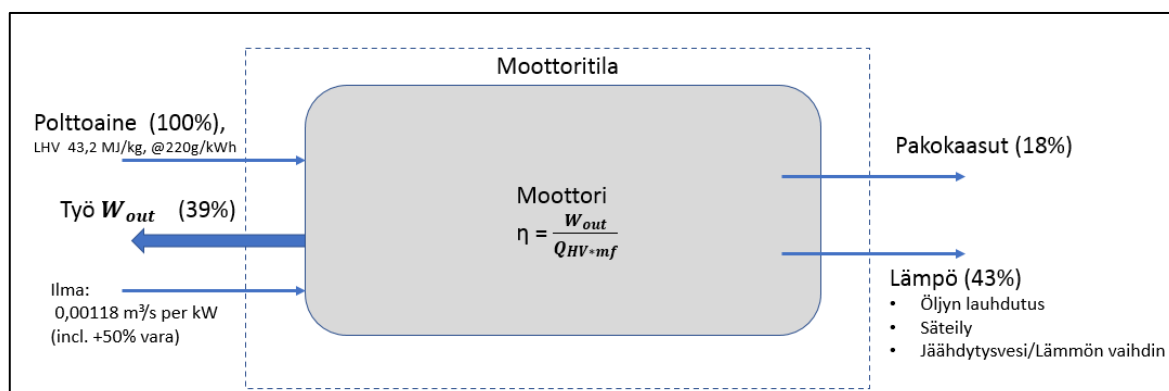 Moottoritila
Polttoaine (100%),
LHV 43,2 MJ/kg, @220g/kWh
Työ W_out (39%)
Ilma:
0,00118 m³/s per kW
(incl. +50% vara)
Moottori
η = W_out / Q_HV*mf
Pakokaasut (18%)
Lämpö (43%)
• Öljyn lauhdutus
• Säteily
• Jäähdytysvesi/Lämmön vaihdin